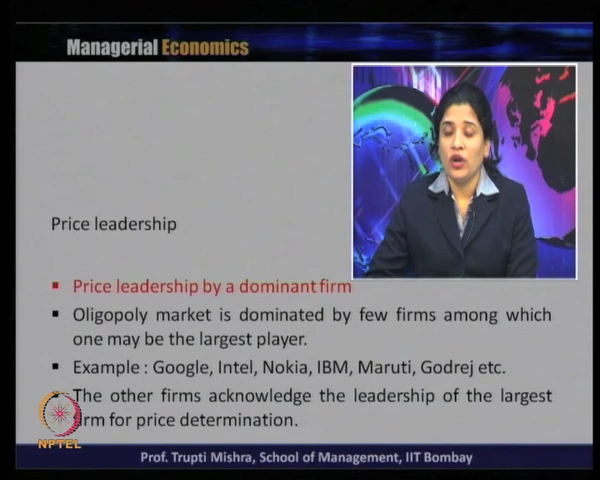 Managerial Economics
Price leadership
Price leadership by a dominant firm
Oligopoly market is dominated by few firms among which
one may be the largest player.
Example : Google, Intel, Nokia, IBM, Maruti, Godrej etc.
The other firms acknowledge the leadership of the largest
firm for price determination.
NPTEL
Prof. Trupti Mishra, School of Management, IIT Bombay